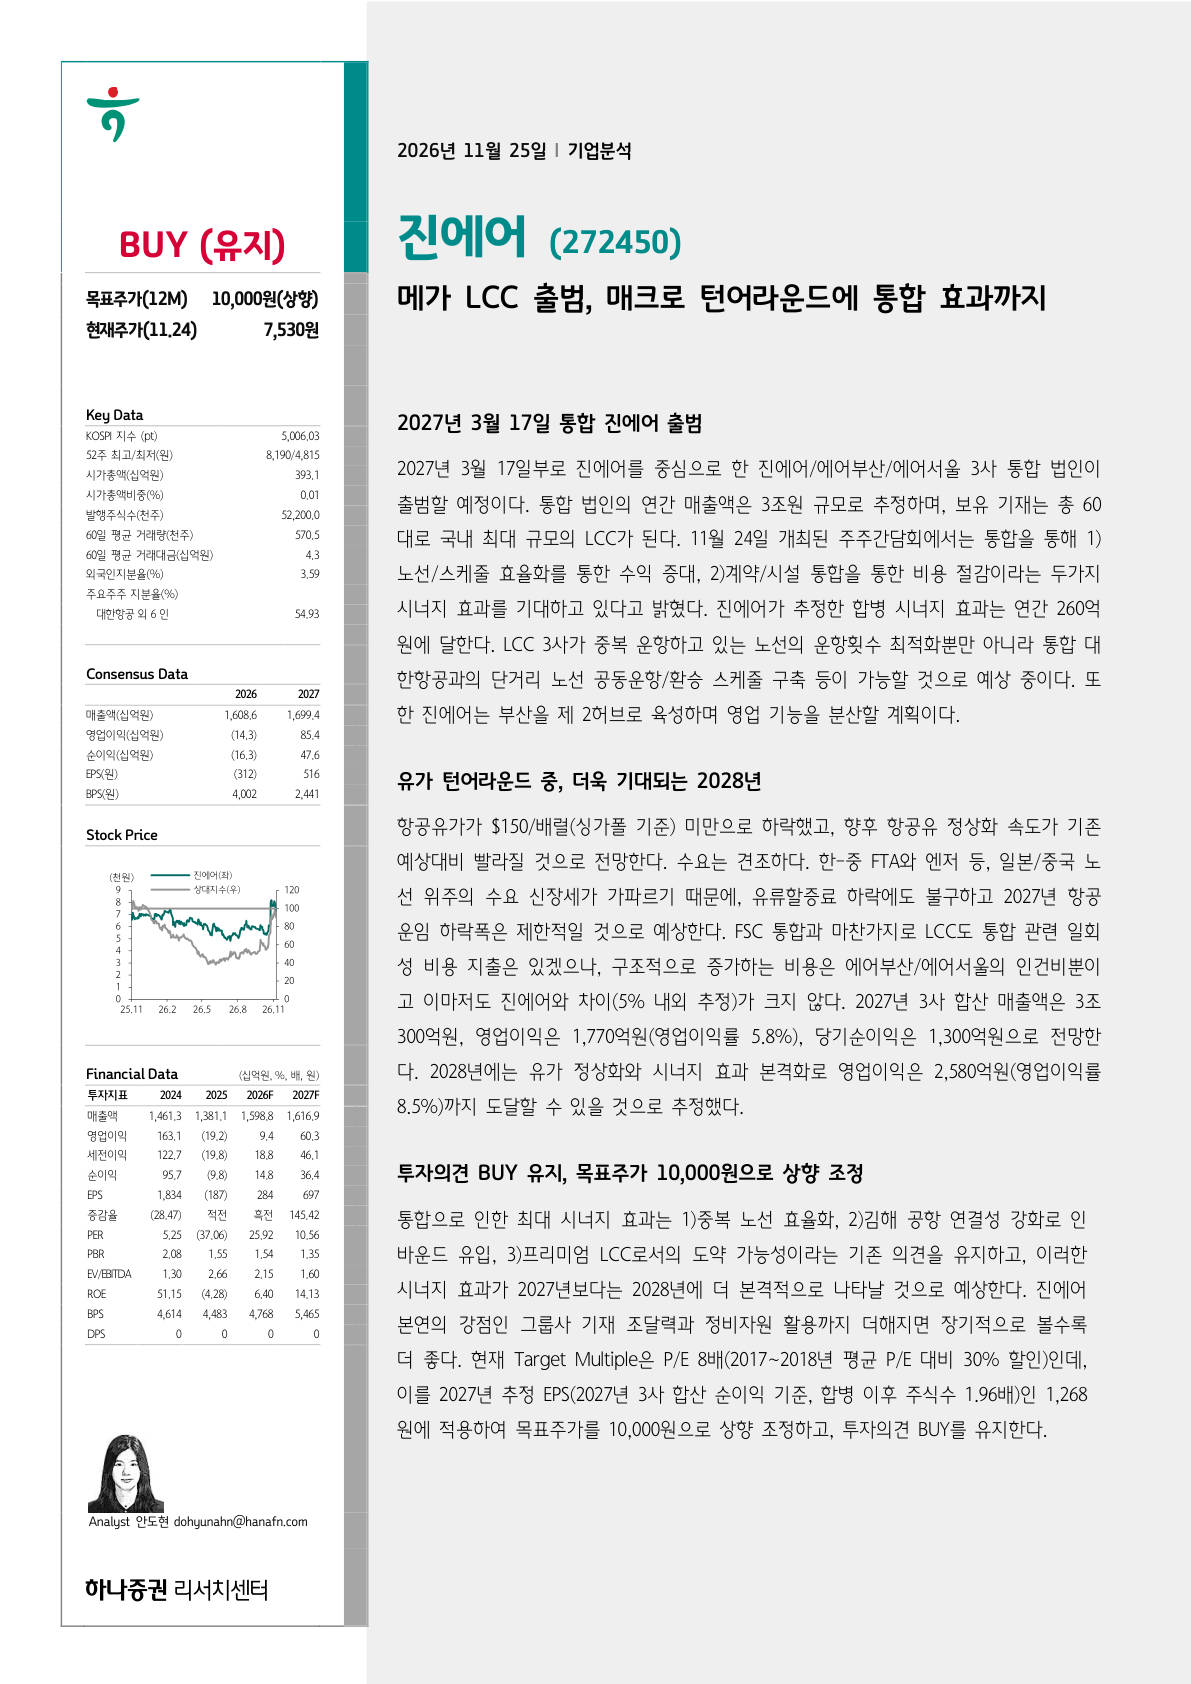 2026년 11월 25일 | 기업분석
진에어 (272450)
메가 LCC 출범, 매크로 턴어라운드에 통합 효과까지
BUY (유지)
목표주가(12M) 10,000원(상향)
현재주가(11.24) 7,530원
Key Data
KOSPI 지수 (pt) 5,006.03
52주 최고/최저(원) 8,190/4,815
시가총액(십억원) 393.1
시가총액비중(%) 0.01
발행주식수(천주) 52,200.0
60일 평균 거래량(천주) 570.5
60일 평균 거래대금(십억원) 4.3
외국인지분율(%) 3.59
주요주주 지분율(%)
대한항공 외 6 인 54.93
Consensus Data
2026 2027
매출액(십억원) 1,608.6 1,699.4
영업이익(십억원) (14.3) 85.4
순이익(십억원) (16.3) 47.6
EPS(원) (312) 516
BPS(원) 4,002 2,441
Stock Price
(천원) 진에어(좌)
상대지수(우)
9 120
8 100
7
6 80
5
4 60
3 40
2
1 20
0 0
25.11 26.2 26.5 26.8 26.11
Financial Data (십억원, %, 배, 원)
투자지표 2024 2025 2026F 2027F
매출액 1,461.3 1,381.1 1,598.8 1,616.9
영업이익 163.1 (19.2) 9.4 60.3
세전이익 122.7 (19.8) 18.8 46.1
순이익 95.7 (9.8) 14.8 36.4
EPS 1,834 (187) 284 697
증감율 (28.47) 적전 흑전 145.42
PER 5.25 (37.06) 25.92 10.56
PBR 2.08 1.55 1.54 1.35
EV/EBITDA 1.30 2.66 2.15 1.60
ROE 51.15 (4.28) 6.40 14.13
BPS 4,614 4,483 4,768 5,465
DPS 0 0 0 0
Analyst 안도현 dohyunahn@hanafn.com
하나증권 리서치센터
2027년 3월 17일 통합 진에어 출범
2027년 3월 17일부로 진에어를 중심으로 한 진에어/에어부산/에어서울 3사 통합 법인이
출범할 예정이다. 통합 법인의 연간 매출액은 3조원 규모로 추정하며, 보유 기재는 총 60
대로 국내 최대 규모의 LCC가 된다. 11월 24일 개최된 주주간담회에서는 통합을 통해 1)
노선/스케줄 효율화를 통한 수익 증대, 2)계약/시설 통합을 통한 비용 절감이라는 두가지
시너지 효과를 기대하고 있다고 밝혔다. 진에어가 추정한 합병 시너지 효과는 연간 260억
원에 달한다. LCC 3사가 중복 운항하고 있는 노선의 운항횟수 최적화뿐만 아니라 통합 대
한항공과의 단거리 노선 공동운항/환승 스케줄 구축 등이 가능할 것으로 예상 중이다. 또
한 진에어는 부산을 제 2허브로 육성하며 영업 기능을 분산할 계획이다.
유가 턴어라운드 중, 더욱 기대되는 2028년
항공유가가 $150/배럴(싱가폴 기준) 미만으로 하락했고, 향후 항공유 정상화 속도가 기존
예상대비 빨라질 것으로 전망한다. 수요는 견조하다. 한-중 FTA와 엔저 등, 일본/중국 노
선 위주의 수요 신장세가 가파르기 때문에, 유류할증료 하락에도 불구하고 2027년 항공
운임 하락폭은 제한적일 것으로 예상한다. FSC 통합과 마찬가지로 LCC도 통합 관련 일회
성 비용 지출은 있겠으나, 구조적으로 증가하는 비용은 에어부산/에어서울의 인건비뿐이
고 이마저도 진에어와 차이(5% 내외 추정)가 크지 않다. 2027년 3사 합산 매출액은 3조
300억원, 영업이익은 1,770억원(영업이익률 5.8%), 당기순이익은 1,300억원으로 전망한
다. 2028년에는 유가 정상화와 시너지 효과 본격화로 영업이익은 2,580억원(영업이익률
8.5%)까지 도달할 수 있을 것으로 추정했다.
투자의견 BUY 유지, 목표주가 10,000원으로 상향 조정
통합으로 인한 최대 시너지 효과는 1)중복 노선 효율화, 2)김해 공항 연결성 강화로 인
바운드 유입, 3)프리미엄 LCC로서의 도약 가능성이라는 기존 의견을 유지하고, 이러한
시너지 효과가 2027년보다는 2028년에 더 본격적으로 나타날 것으로 예상한다. 진에어
본연의 강점인 그룹사 기재 조달력과 정비자원 활용까지 더해지면 장기적으로 볼수록
더 좋다. 현재 Target Multiple은 P/E 8배(2017~2018년 평균 P/E 대비 30% 할인)인데,
이를 2027년 추정 EPS(2027년 3사 합산 순이익 기준, 합병 이후 주식수 1.96배)인 1,268
원에 적용하여 목표주가를 10,000원으로 상향 조정하고, 투자의견 BUY를 유지한다.